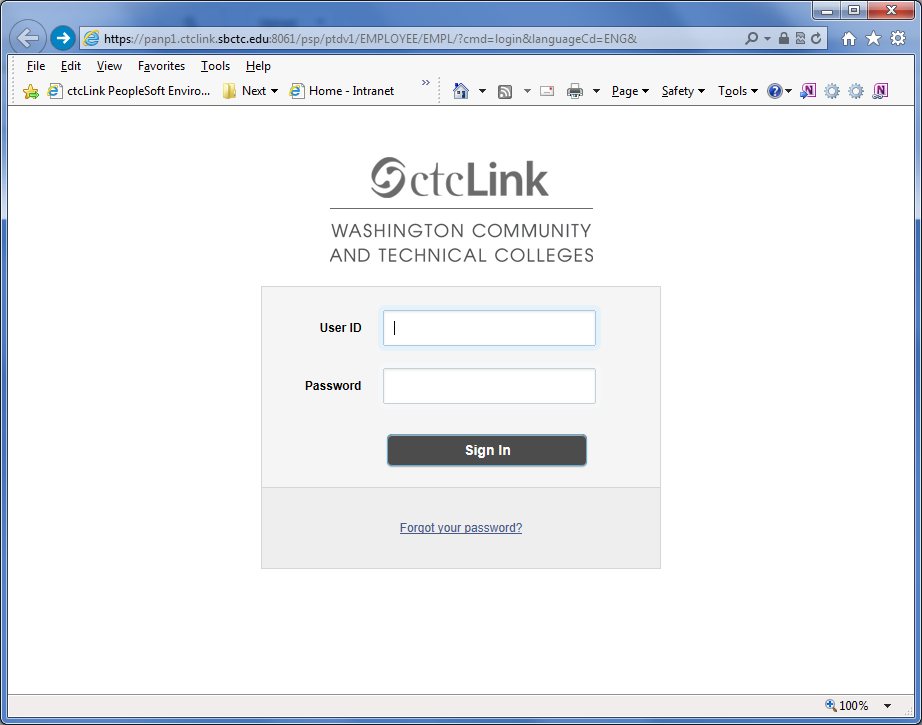 https://panp1.ctclink.sbctc.edu:8061/psp/ptdv1/EMPLOYEE/EMPL/?cmd=login&languageCd=ENG&
File Edit View Favorites Tools Help
ctcLink PeopleSoft Enviro... Next Home - Intranet » Page Safety Tools
ctcLink
WASHINGTON COMMUNITY
AND TECHNICAL COLLEGES
User ID
Password
Sign In
Forgot your password?
100%